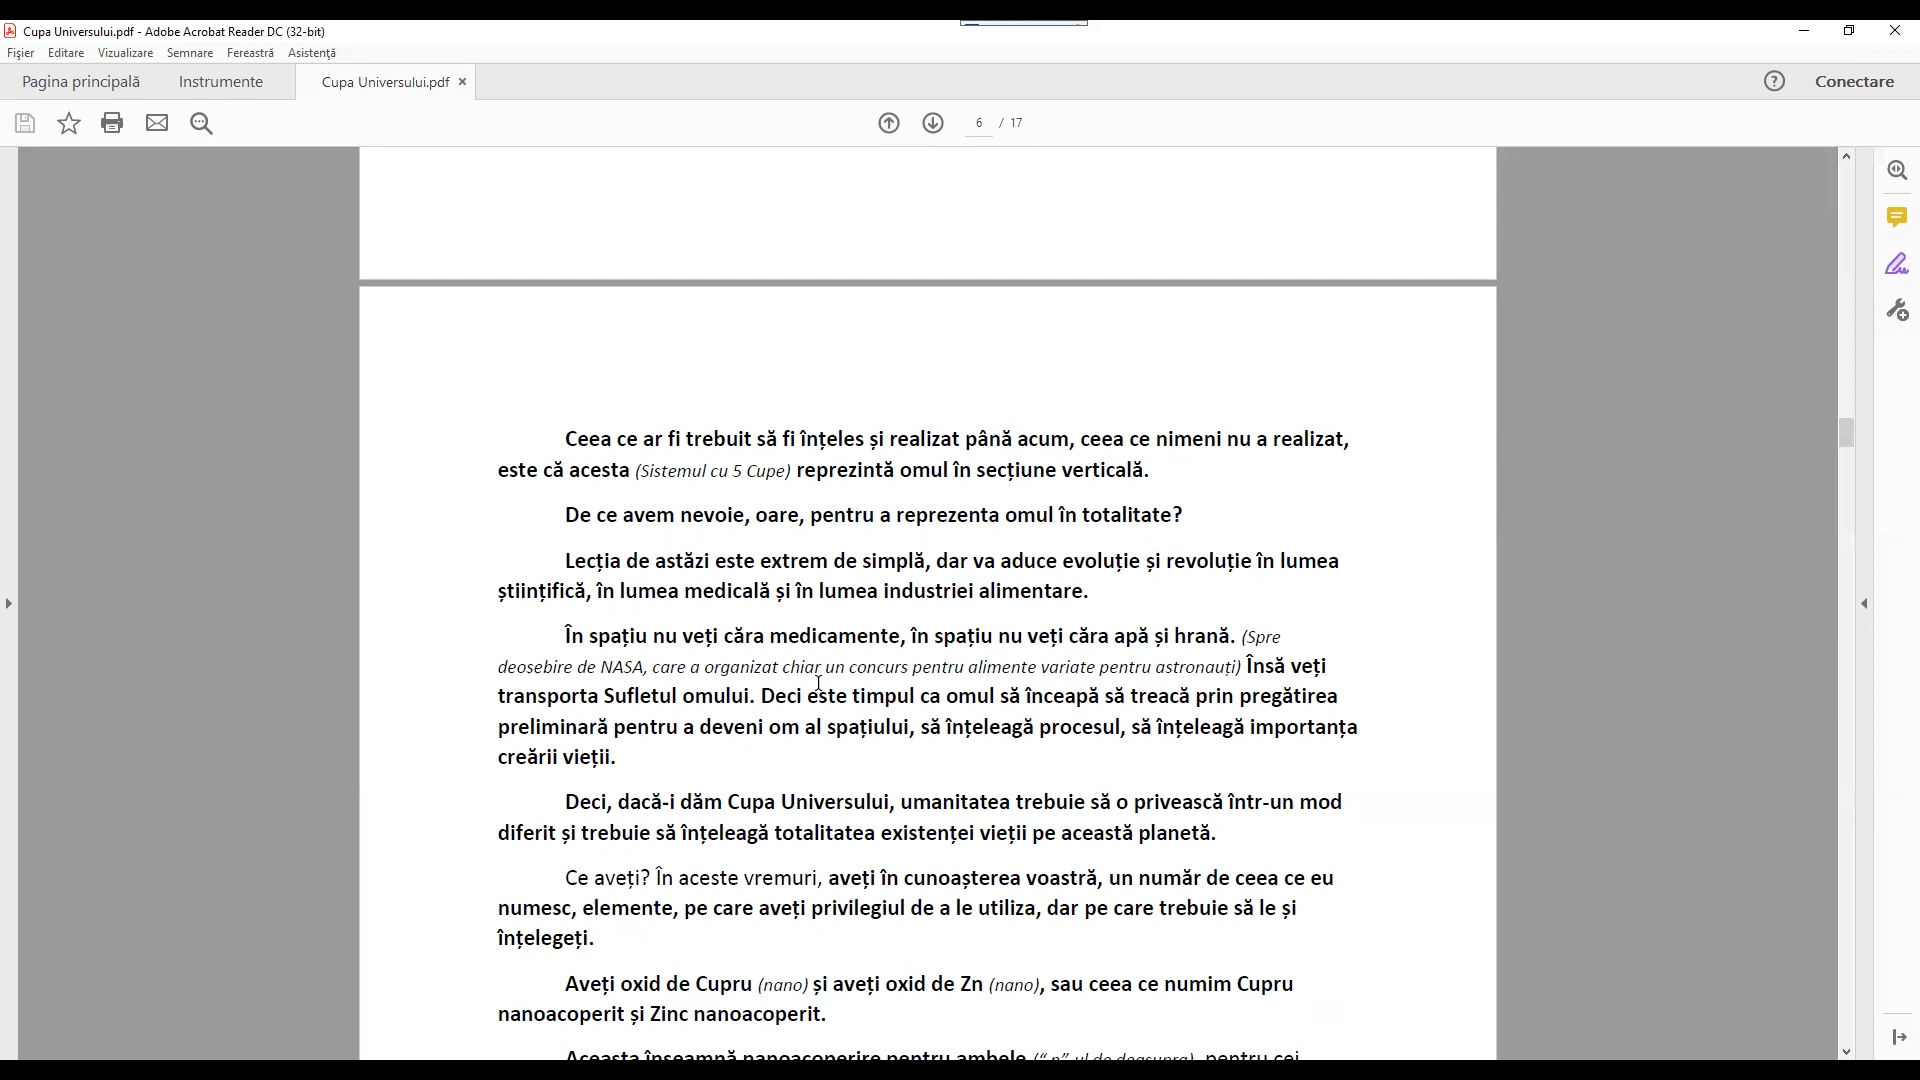 Cupa Universului.pdf - Adobe Acrobat Reader DC (32-bit)
Fișier Editare Vizualizare Semnare Fereastră Asistență
Pagina principală Instrumente Cupa Universului.pdf × Conectare
6 / 17
Ceea ce ar fi trebuit să fi înțeles și realizat până acum, ceea ce nimeni nu a realizat,
este că acesta (Sistemul cu 5 Cupe) reprezintă omul în secțiune verticală.
De ce avem nevoie, oare, pentru a reprezenta omul în totalitate?
Lecția de astăzi este extrem de simplă, dar va aduce evoluție și revoluție în lumea
științifică, în lumea medicală și în lumea industriei alimentare.
În spațiu nu veți căra medicamente, în spațiu nu veți căra apă și hrană. (Spre
deosebire de NASA, care a organizat chiar un concurs pentru alimente variate pentru astronauți) Însă veți
transporta Sufletul omului. Deci este timpul ca omul să înceapă să treacă prin pregătirea
preliminară pentru a deveni om al spațiului, să înțeleagă procesul, să înțeleagă importanța
creării vieții.
Deci, dacă-i dăm Cupa Universului, umanitatea trebuie să o privească într-un mod
diferit și trebuie să înțeleagă totalitatea existenței vieții pe această planetă.
Ce aveți? În aceste vremuri, aveți în cunoașterea voastră, un număr de ceea ce eu
numesc, elemente, pe care aveți privilegiul de a le utiliza, dar pe care trebuie să le și
înțelegeți.
Aveți oxid de Cupru (nano) și aveți oxid de Zn (nano), sau ceea ce numim Cupru
nanoacoperit și Zinc nanoacoperit.
Aceasta înseamnă nanoacoperire pentru ambele (“ n” ul de deasupra), pentru cei